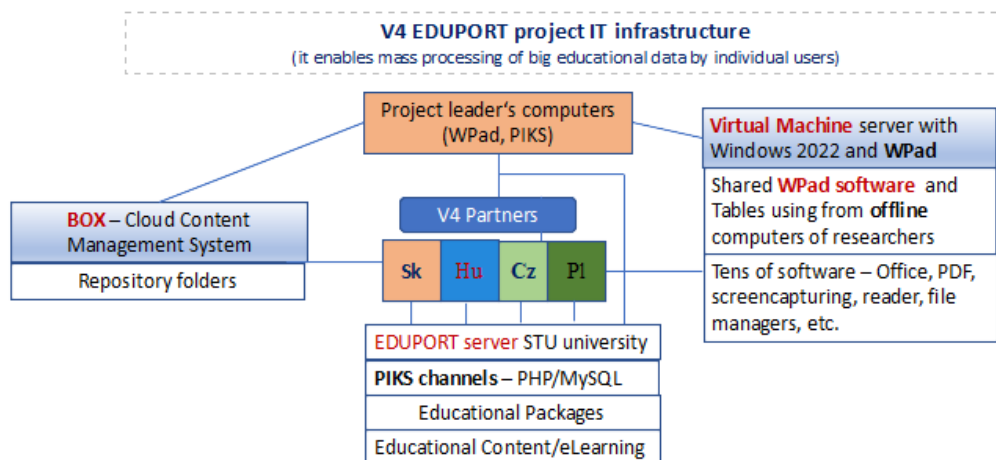 V4 EDUPORT project IT infrastructure
(it enables mass processing of big educational data by individual users)
Project leader's computers
(WPad, PIKS)
Virtual Machine server with
Windows 2022 and WPad
Shared WPad software and
Tables using from offline
computers of researchers
Tens of software – Office, PDF,
screencapturing, reader, file
managers, etc.
BOX – Cloud Content
Management System
Repository folders
V4 Partners
Sk Hu Cz Pl
EDUPORT server STU university
PIKS channels – PHP/MySQL
Educational Packages
Educational Content/eLearning